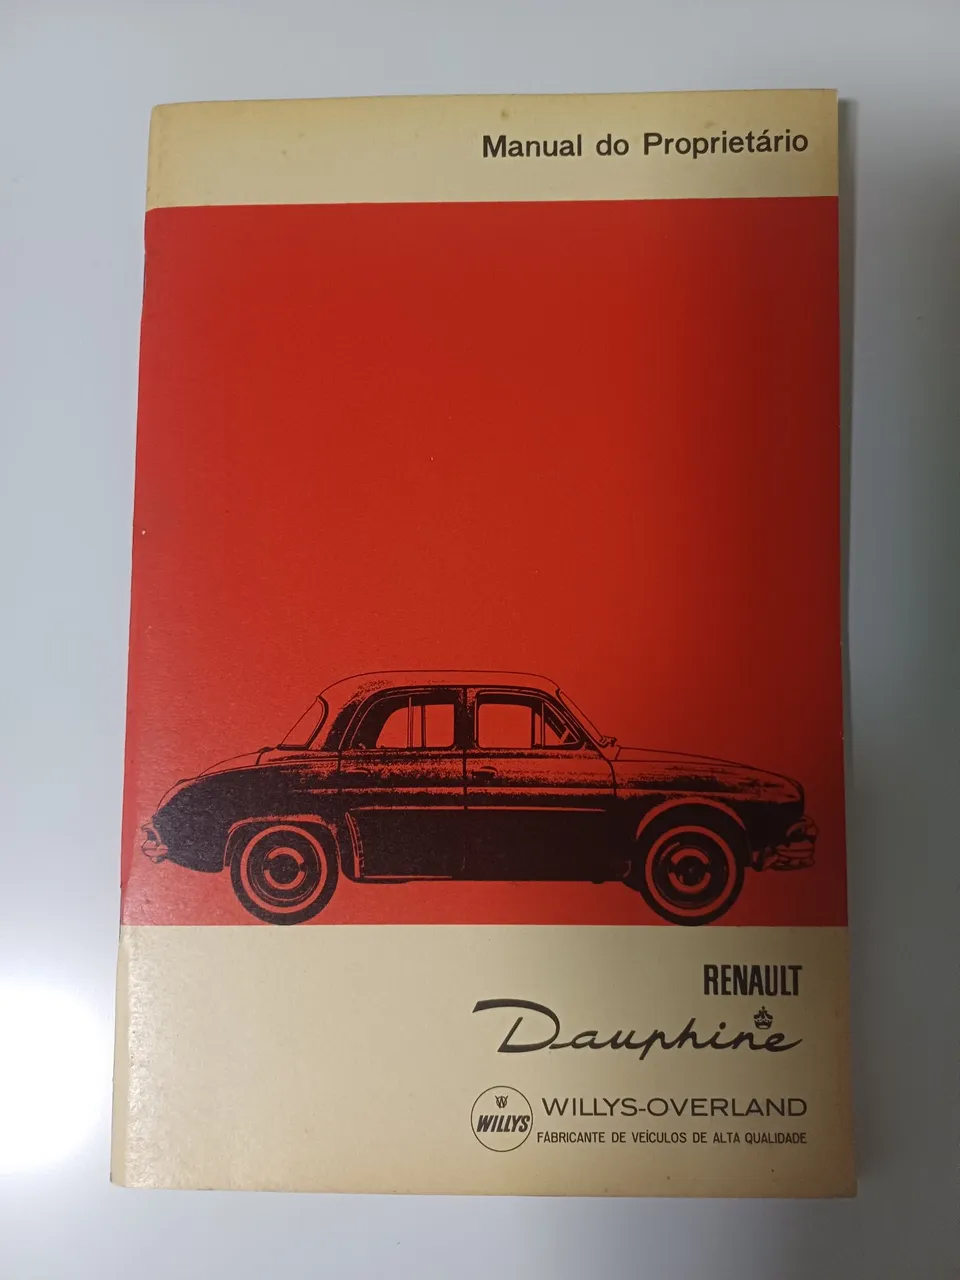 Manual do Proprietário
RENAULT
Dauphine
WILLYS
WILLYS-OVERLAND
FABRICANTE DE VEÍCULOS DE ALTA QUALIDADE